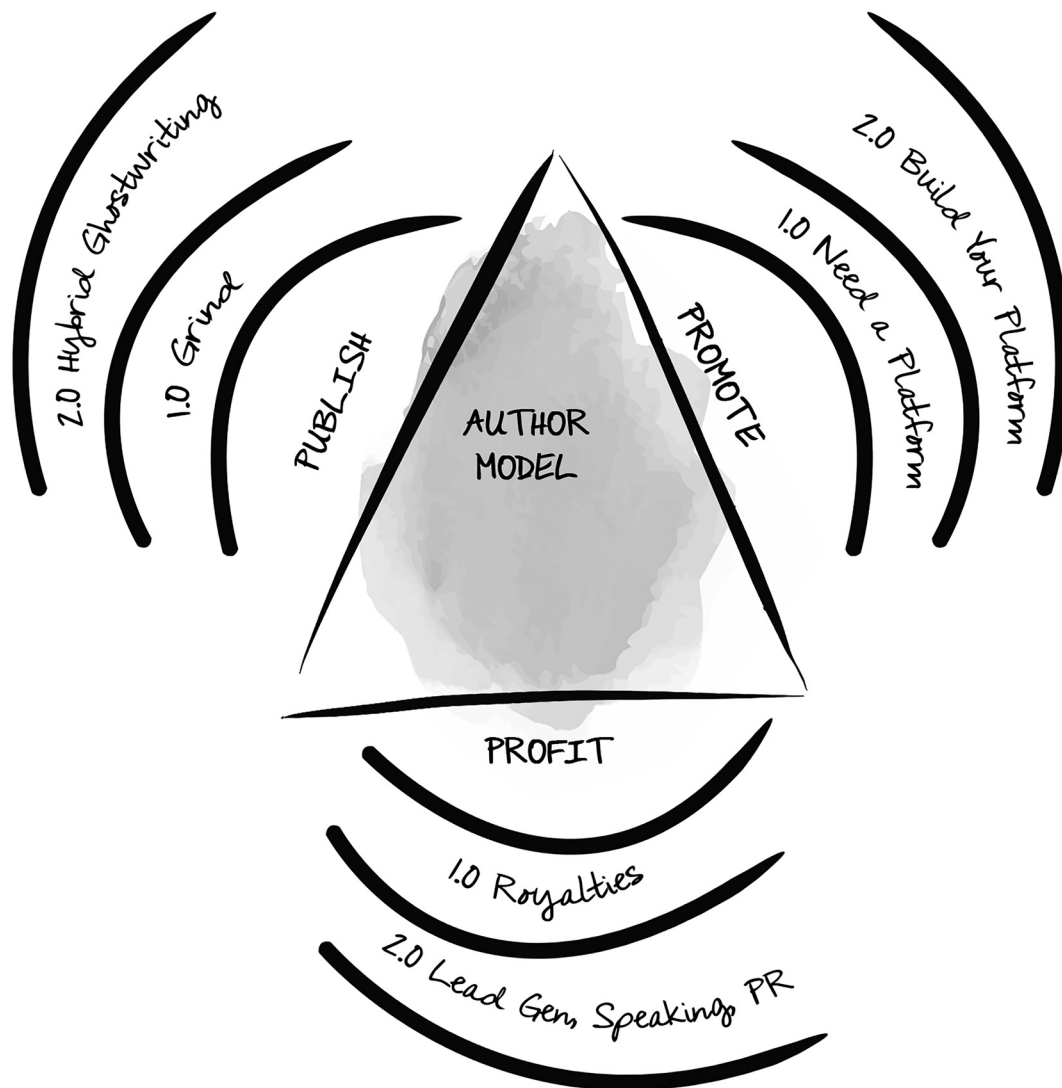 2.0 Hybrid Ghostwriting
1.0 Grind
PUBLISH
AUTHOR
MODEL
PROMOTE
1.0 Need a Platform
2.0 Build Your Platform
PROFIT
1.0 Royalties
2.0 Lead Gen, Speaking, PR